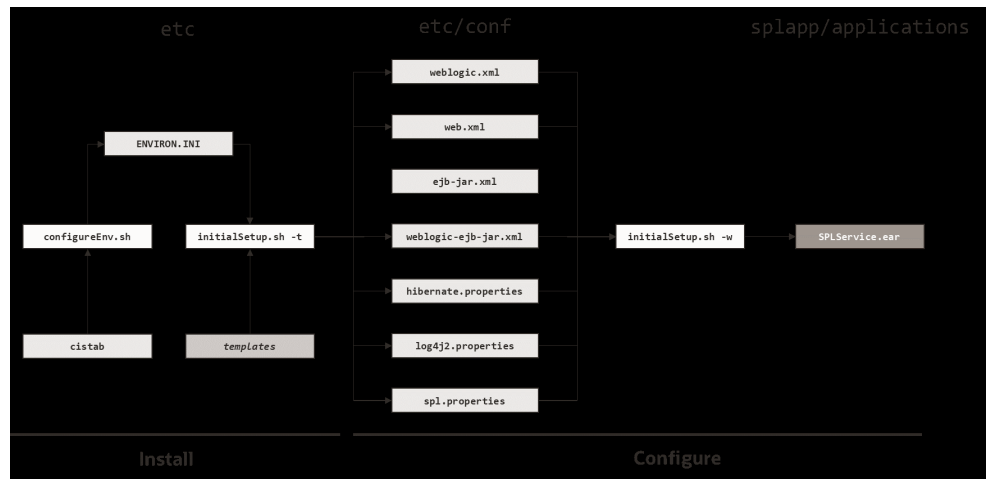 etc
etc/conf
splapp/applications
weblogic.xml
web.xml
ENVIRON.INI
ejb-jar.xml
configureEnv.sh
initialSetup.sh -t
weblogic-ejb-jar.xml
initialSetup.sh -w
SPLService.ear
hibernate.properties
cistab
templates
log4j2.properties
spl.properties
Install
Configure